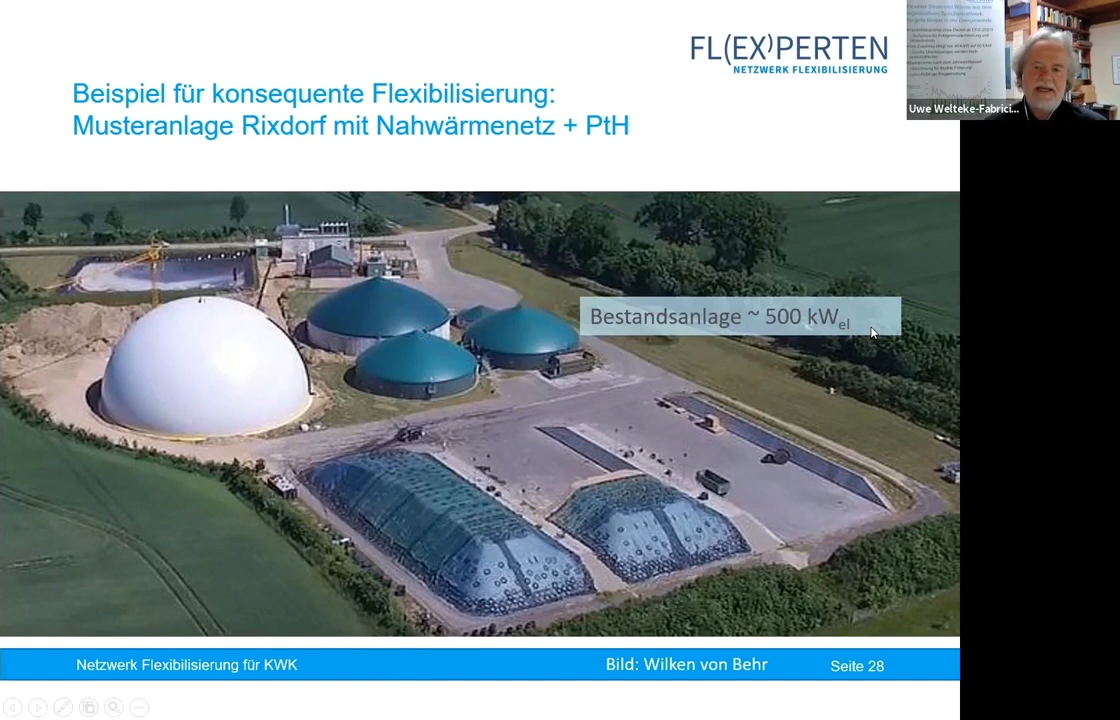 FL(EX)PERTEN
NETZWERK FLEXIBILISIERUNG
Beispiel für konsequente Flexibilisierung:
Musteranlage Rixdorf mit Nahwärmenetz + PtH
Uwe Welteke-Fabrici...
Bestandsanlage ~ 500 kWel
Netzwerk Flexibilisierung für KWK
Bild: Wilken von Behr
Seite 28